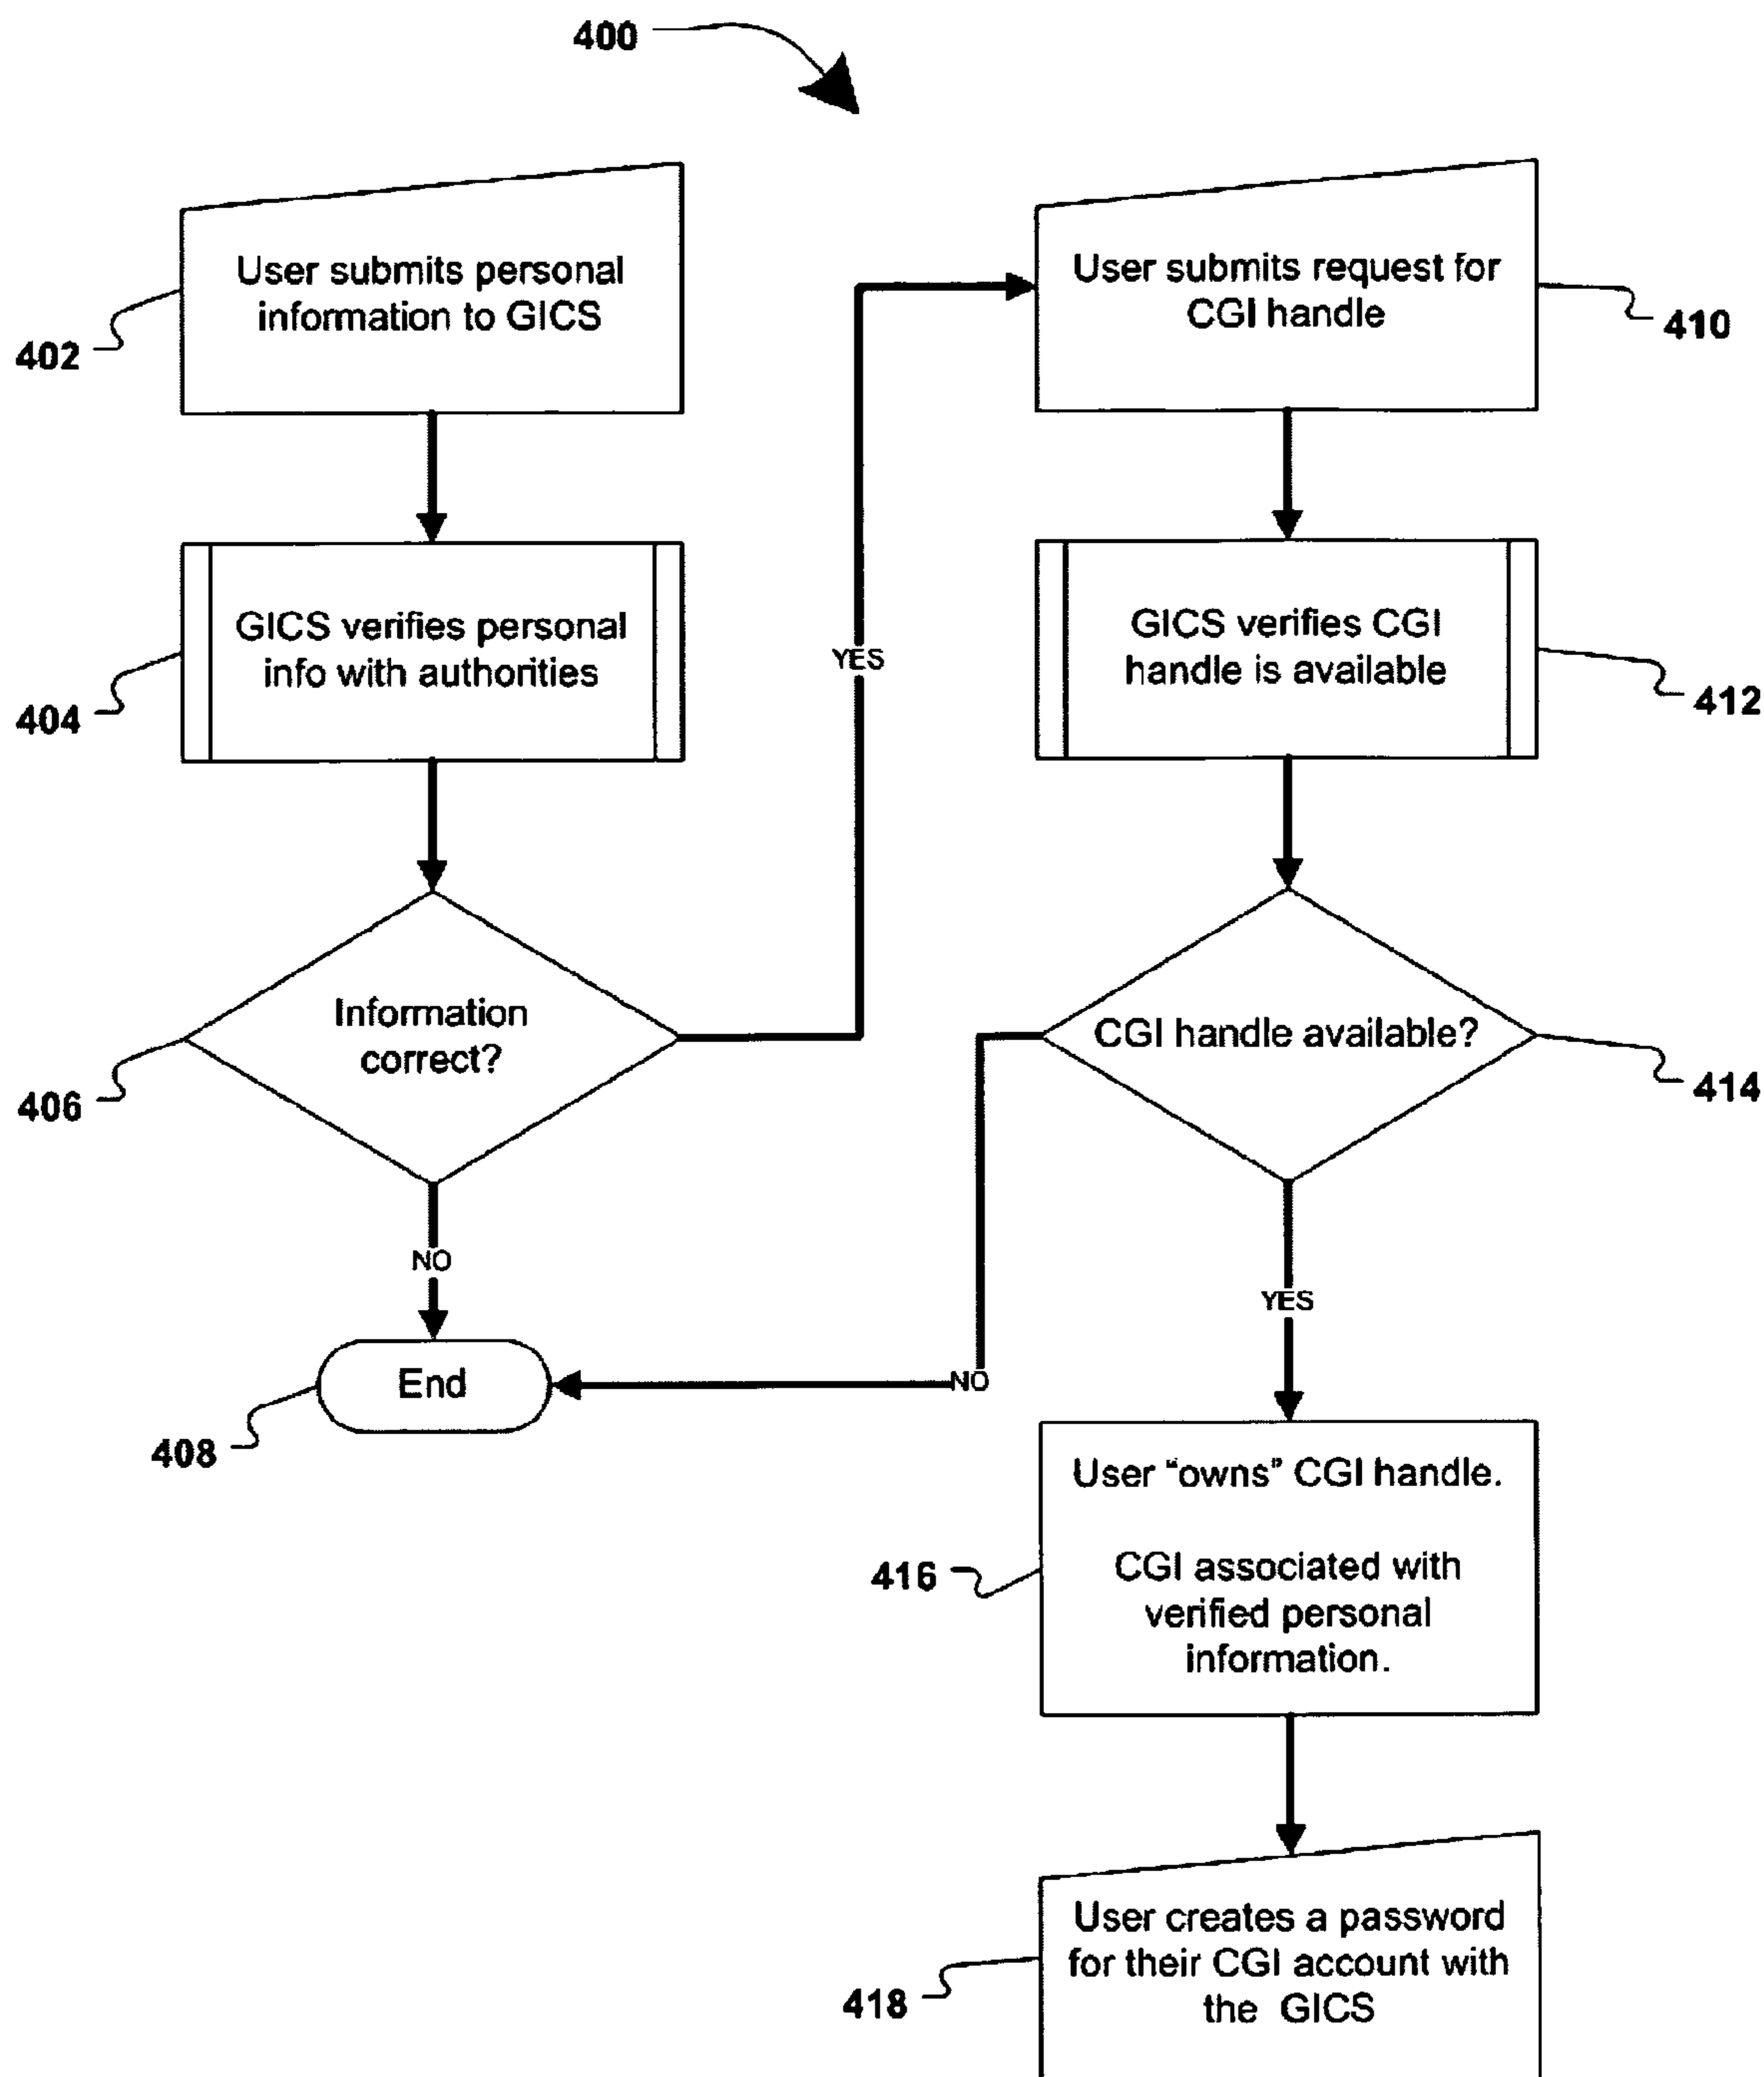 400
User submits personal
information to GICS
402
GICS verifies personal
info with authorities
404
Information
correct?
406
NO
End
408
YES
User submits request for
CGI handle
410
GICS verifies CGI
handle is available
412
CGI handle available?
414
NO
YES
User “owns” CGI handle.
CGI associated with
verified personal
information.
416
User creates a password
for their CGI account with
the GICS
418